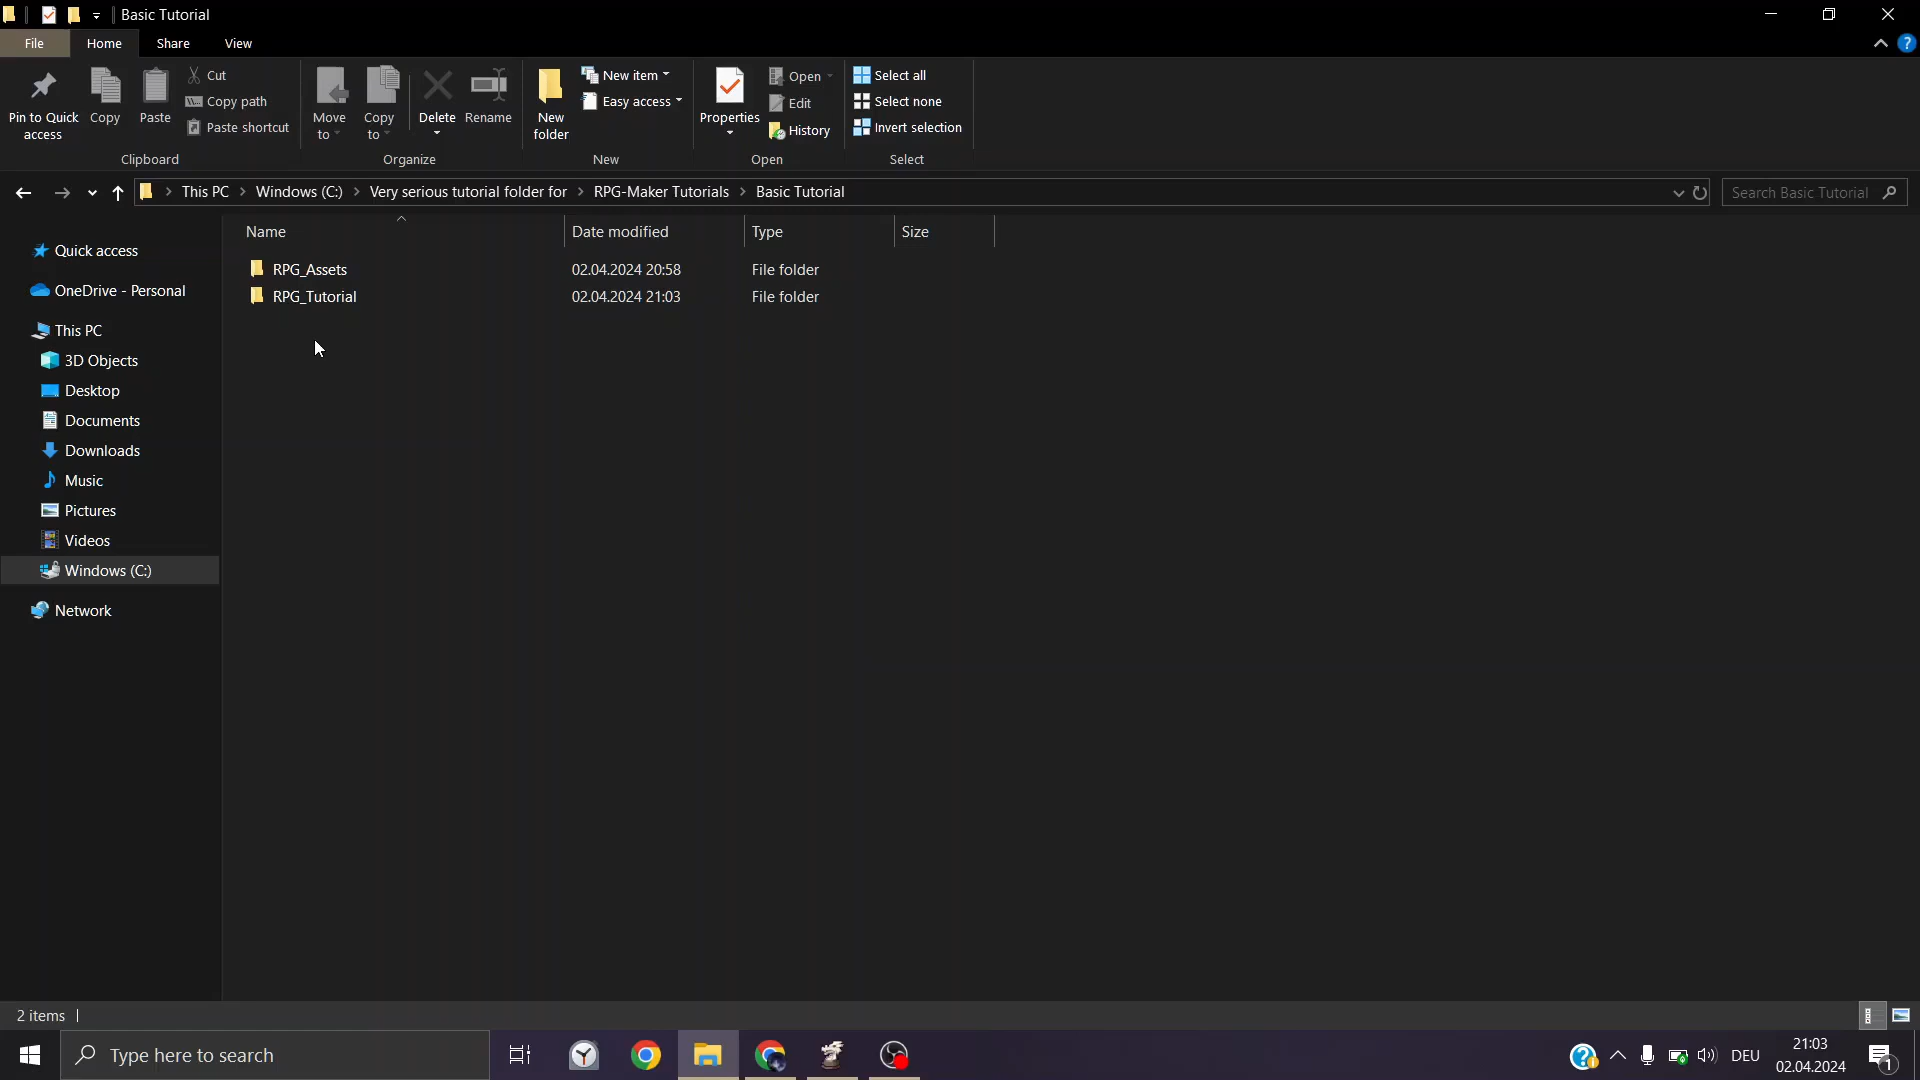 Basic Tutorial
File Home Share View
Pin to Quick access
Copy
Paste
Cut
Copy path
Paste shortcut
Clipboard
Move to
Copy to
Delete
Rename
Organize
New folder
New item
Easy access
New
Properties
Open
Edit
History
Open
Select all
Select none
Invert selection
Select
This PC > Windows (C:) > Very serious tutorial folder for > RPG-Maker Tutorials > Basic Tutorial
Search Basic Tutorial
Name Date modified Type Size
RPG_Assets 02.04.2024 20:58 File folder
RPG_Tutorial 02.04.2024 21:03 File folder
Quick access
OneDrive - Personal
This PC
3D Objects
Desktop
Documents
Downloads
Music
Pictures
Videos
Windows (C:)
Network
2 items
Type here to search
DEU
21:03
02.04.2024
1